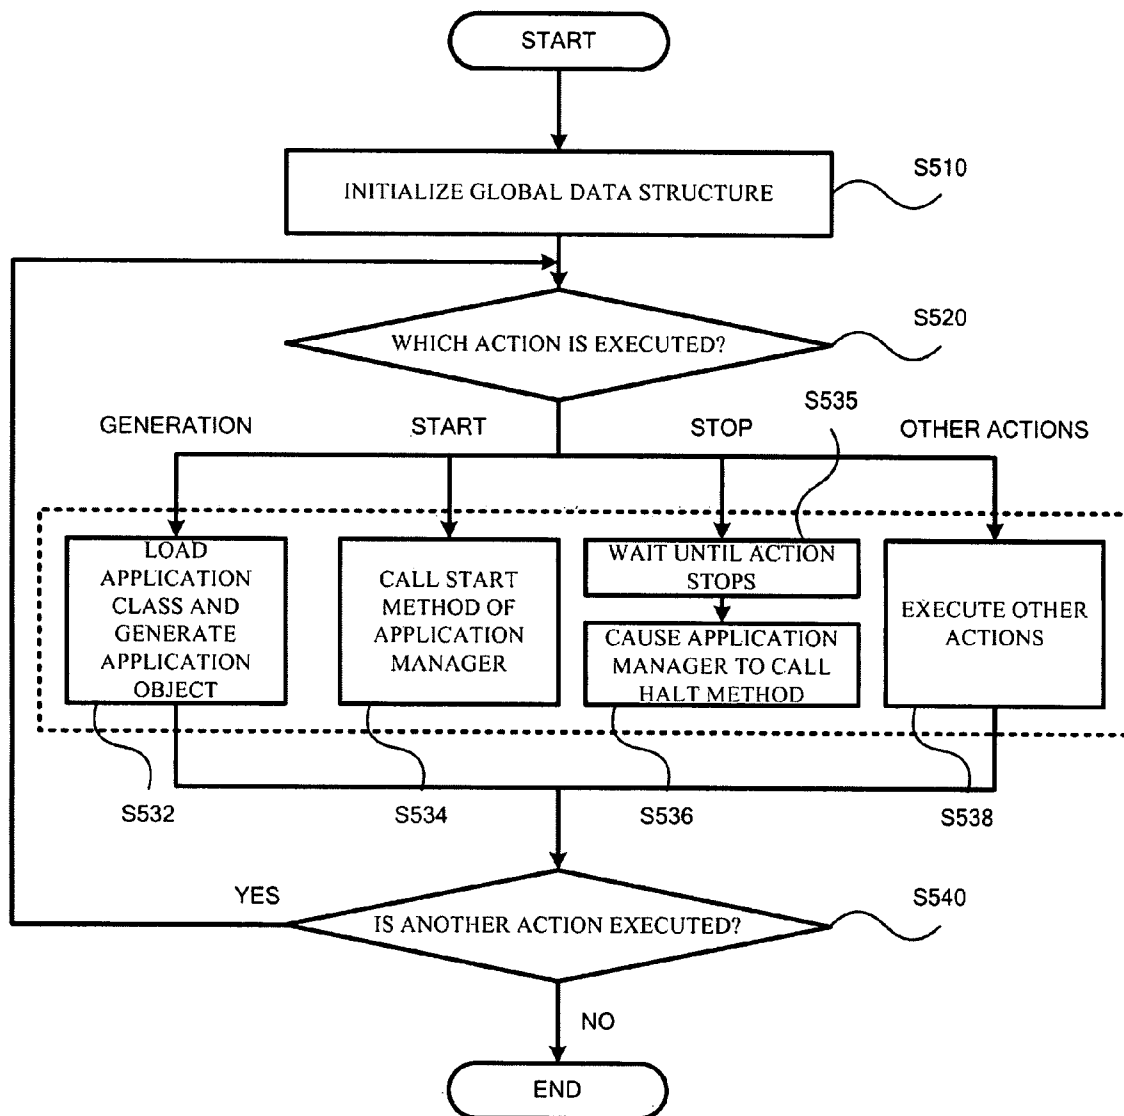 START
INITIALIZE GLOBAL DATA STRUCTURE
S510
WHICH ACTION IS EXECUTED?
S520
GENERATION
START
STOP
S535
OTHER ACTIONS
LOAD
APPLICATION
CLASS AND
GENERATE
APPLICATION
OBJECT
CALL START
METHOD OF
APPLICATION
MANAGER
WAIT UNTIL ACTION
STOPS
CAUSE APPLICATION
MANAGER TO CALL
HALT METHOD
EXECUTE OTHER
ACTIONS
S532
S534
S536
S538
YES
IS ANOTHER ACTION EXECUTED?
S540
NO
END